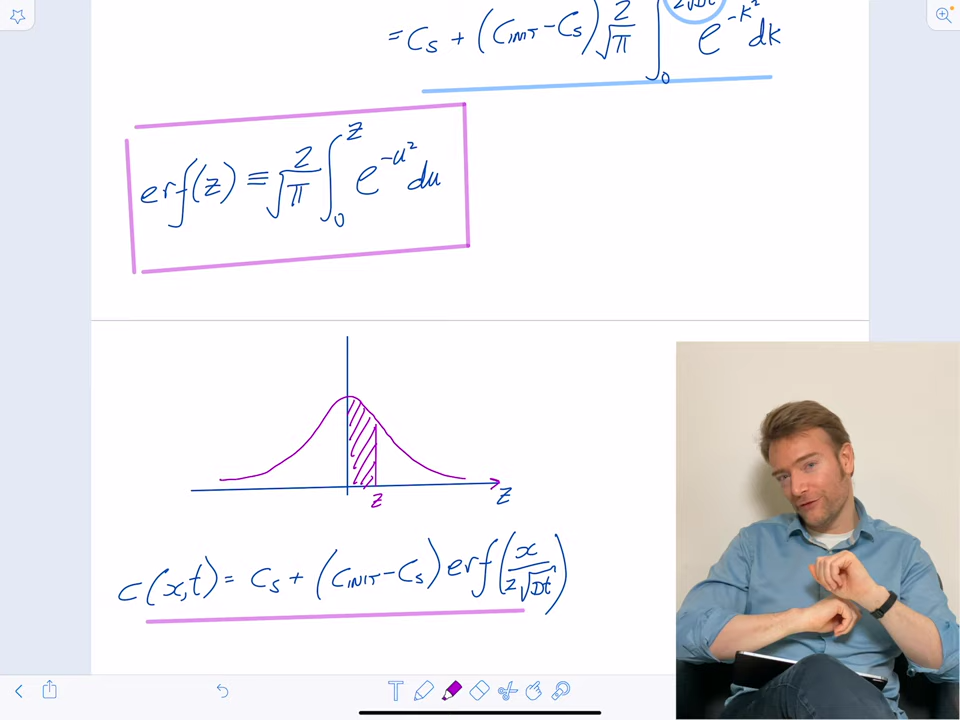 = C_S + (C_INIT - C_S) 2/√π ∫_0 e^{-k²} dk
erf(z) ≡ 2/√π ∫_0^z e^{-u²} du
z
z
c(x,t) = C_S + (C_INIT - C_S) erf(x/2√Dt)
T